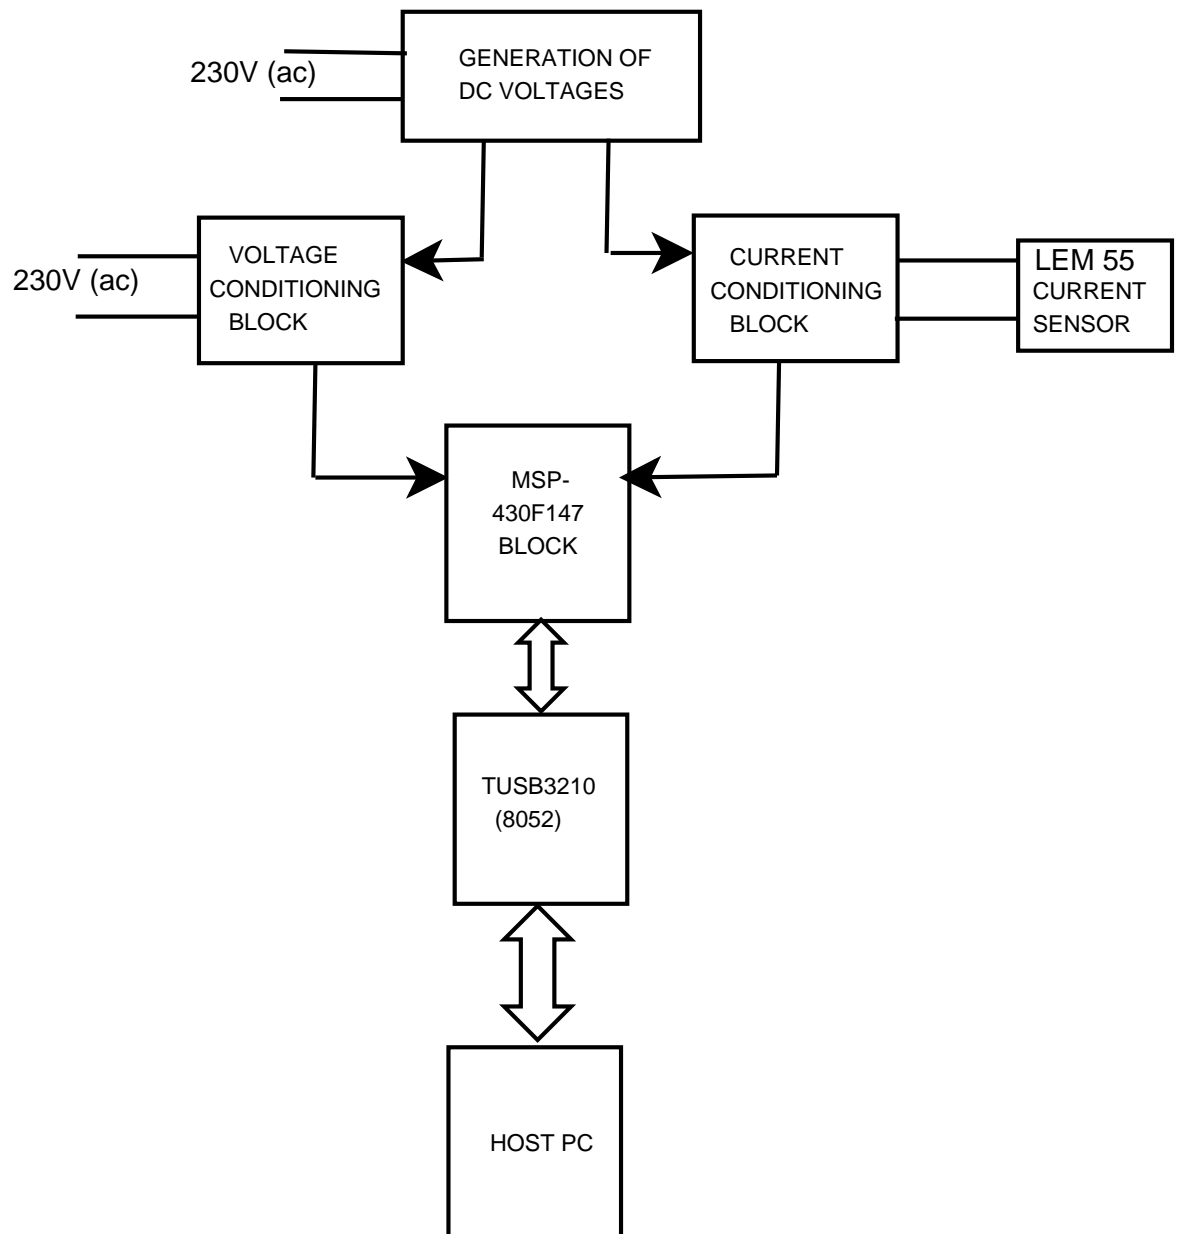 GENERATION OF
DC VOLTAGES
230V (ac)
VOLTAGE
CONDITIONING
BLOCK
230V (ac)
CURRENT
CONDITIONING
BLOCK
LEM 55
CURRENT
SENSOR
MSP-
430F147
BLOCK
TUSB3210
(8052)
HOST PC